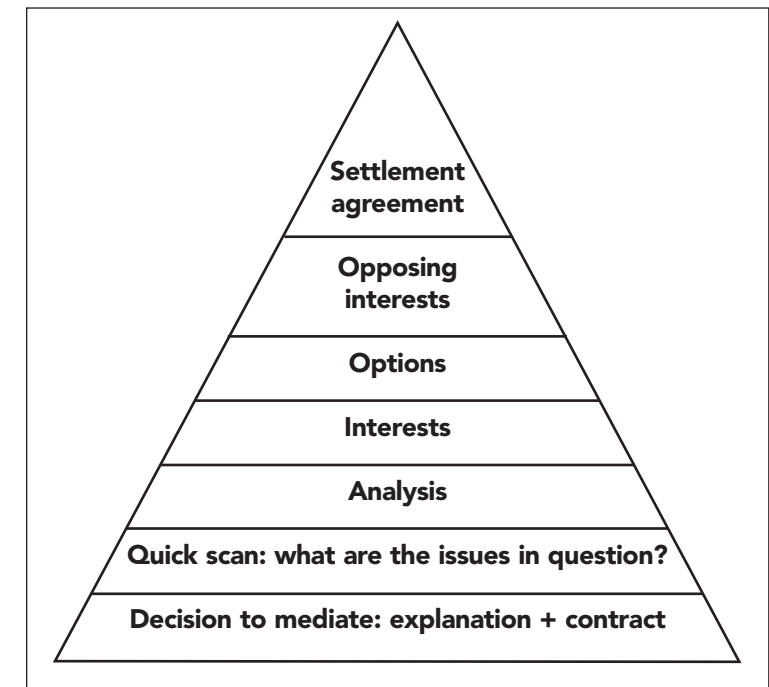 Settlement
agreement
Opposing
interests
Options
Interests
Analysis
Quick scan: what are the issues in question?
Decision to mediate: explanation + contract